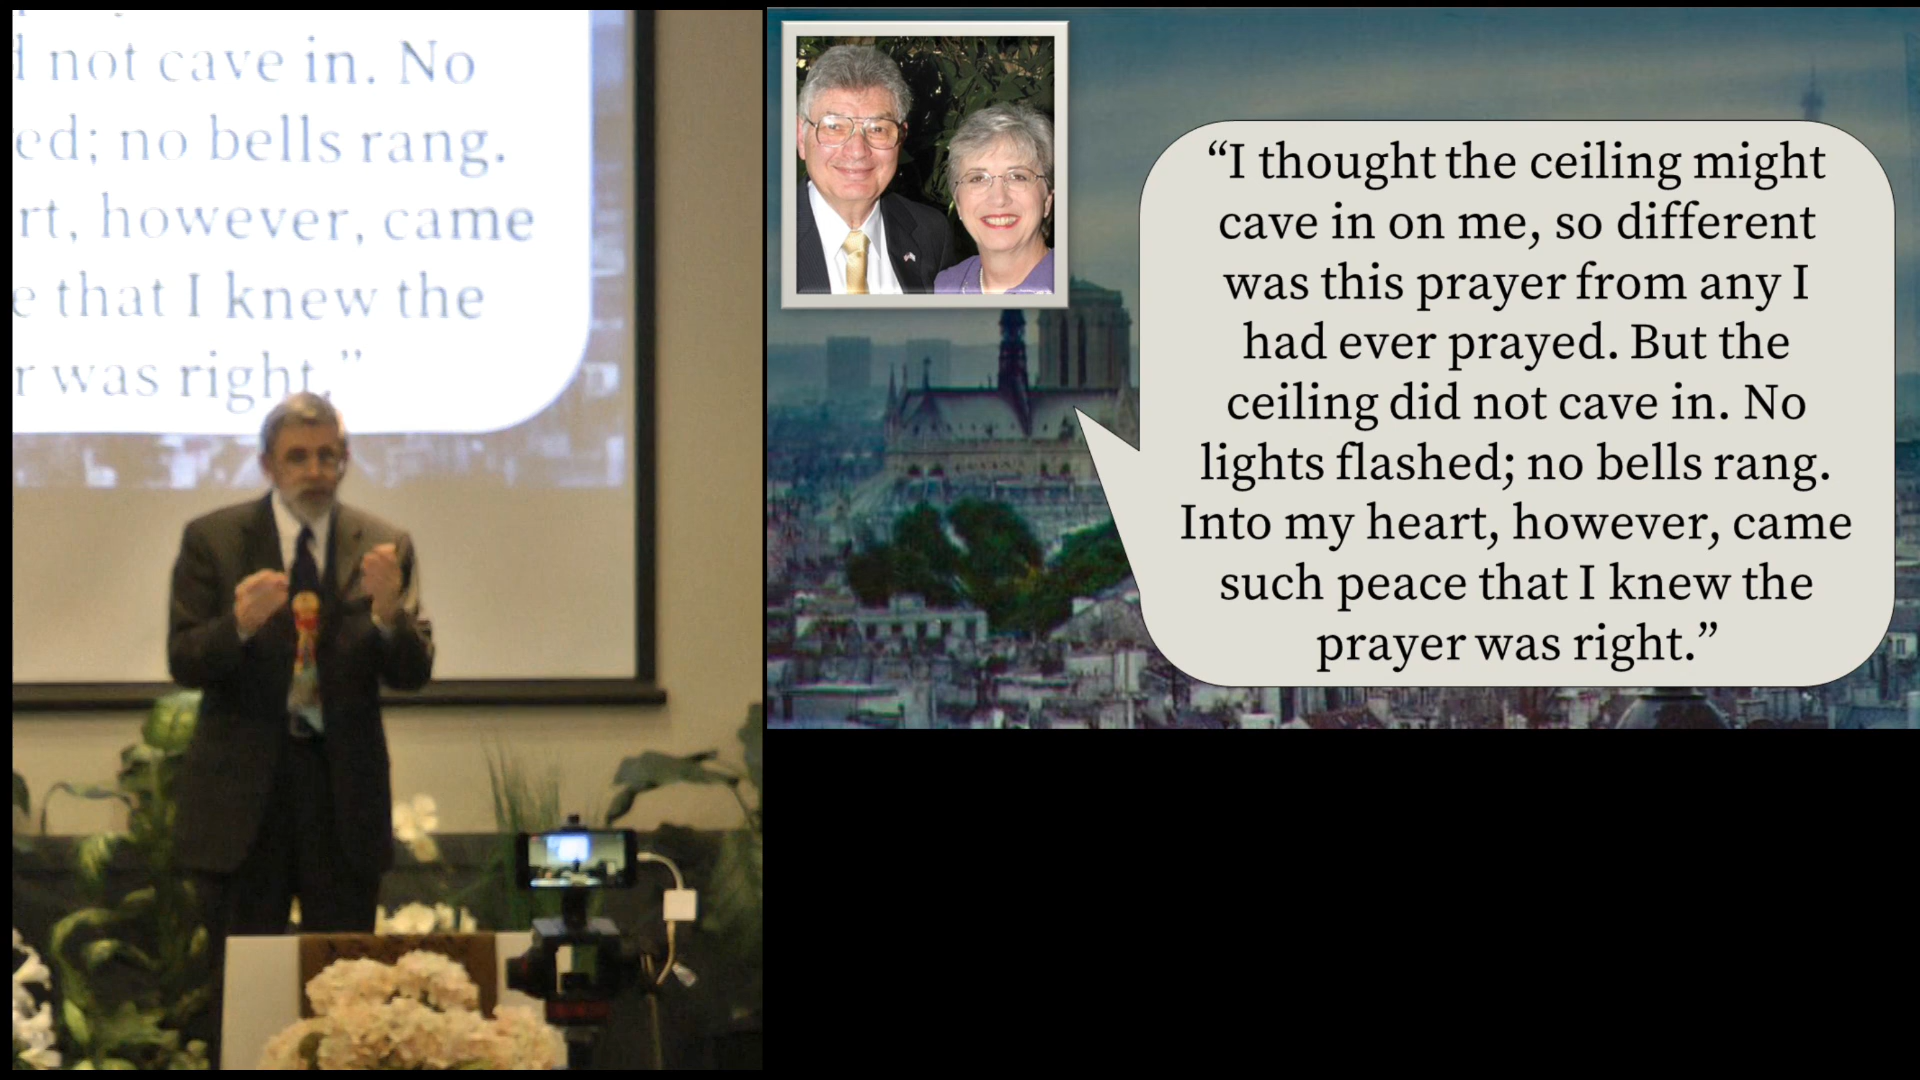 d not cave in. No
ed; no bells rang.
rt, however, came
e that I knew the
r was right.”
“I thought the ceiling might
cave in on me, so different
was this prayer from any I
had ever prayed. But the
ceiling did not cave in. No
lights flashed; no bells rang.
Into my heart, however, came
such peace that I knew the
prayer was right.”